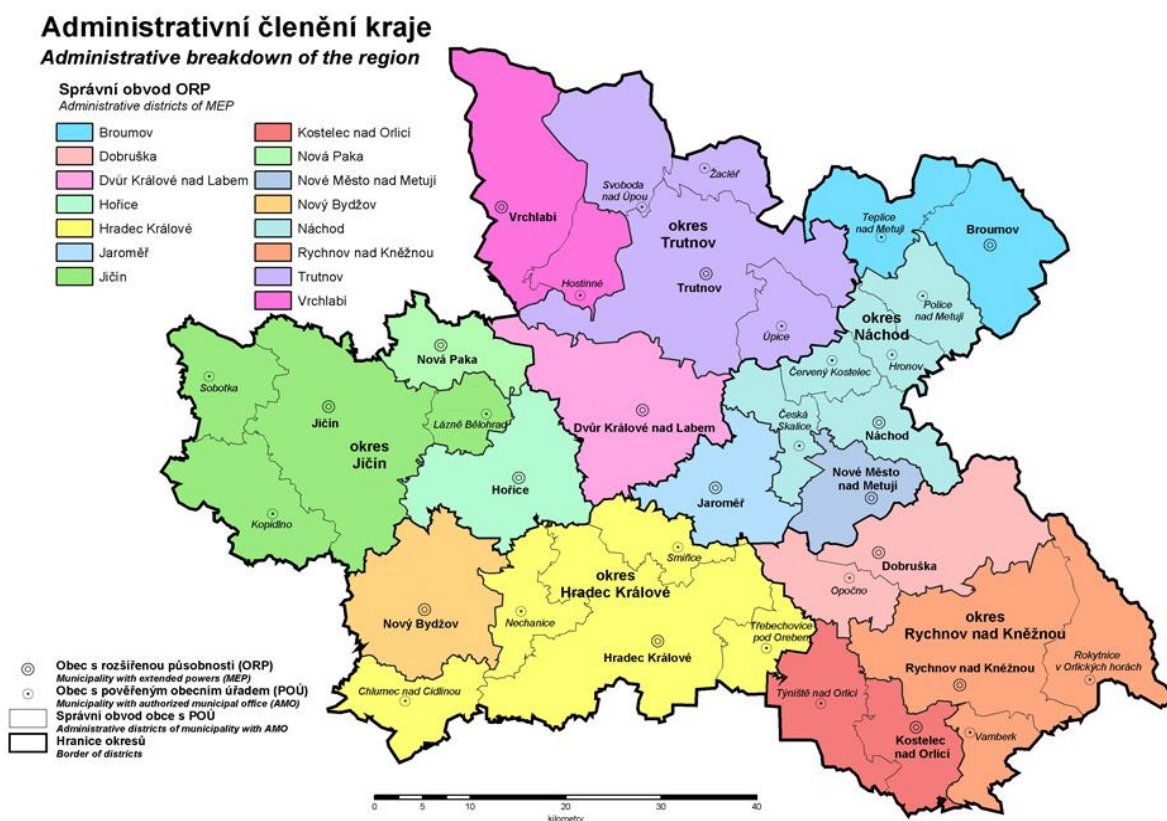 Administrativní členění kraje
Administrative breakdown of the region
Správní obvod ORP
Administrative districts of MEP
Broumov
Dobruška
Dvůr Králové nad Labem
Hořice
Hradec Králové
Jaroměř
Jičín
Kostelec nad Orlicí
Nová Paka
Nové Město nad Metují
Nový Bydžov
Náchod
Rychnov nad Kněžnou
Trutnov
Vrchlabí
Žacléř
Svoboda
nad Úpou
Vrchlabí
okres
Trutnov
Teplice
nad Metují
Broumov
Trutnov
Hostinné
Police
nad Metují
okres
Náchod
Úpice
Nová Paka
Červený Kostelec
Hronov
Sobotka
Jičín
Lázně Bělohrad
Dvůr Králové nad Labem
Česká
Skalice
Náchod
okres
Jičín
Hořice
Jaroměř
Nové Město
nad Metují
Kopidlno
Smiřice
Dobruška
okres
Hradec Králové
Opočno
Nový Bydžov
Nechanice
Třebechovice
pod Oreben
okres
Rychnov nad Kněžnou
Hradec Králové
Rychnov nad Kněžnou
Rokytnice
v Orlických horách
Chlumec nad Cidlinou
Týniště nad Orlicí
Kostelec
nad Orlicí
Vamberk
Obec s rozšířenou působností (ORP)
Municipality with extended powers (MEP)
Obec s pověřeným obecním úřadem (POÚ)
Municipality with authorized municipal office (AMO)
Správní obvod obce s POÚ
Administrative districts of municipality with AMO
Hranice okresů
Border of districts
0 5 10 20 30 40
kilometry